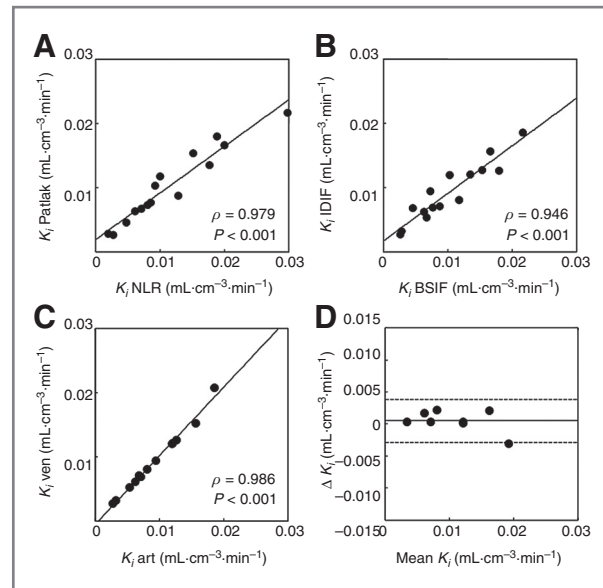 A
0.03
0.02
0.01
K_i Patlak (mL·cm⁻³·min⁻¹)
ρ = 0.979
P < 0.001
0 0.01 0.02 0.03
K_i NLR (mL·cm⁻³·min⁻¹)
B
0.03
0.02
0.01
K_i IDIF (mL·cm⁻³·min⁻¹)
ρ = 0.946
P < 0.001
0 0.01 0.02 0.03
K_i BSIF (mL·cm⁻³·min⁻¹)
C
0.03
0.02
0.01
K_i ven (mL·cm⁻³·min⁻¹)
ρ = 0.986
P < 0.001
0 0.01 0.02 0.03
K_i art (mL·cm⁻³·min⁻¹)
D
0.015
0.010
0.005
0
−0.005
−0.010
−0.015
Δ K_i (mL·cm⁻³·min⁻¹)
0 0.01 0.02 0.03
Mean K_i (mL·cm⁻³·min⁻¹)